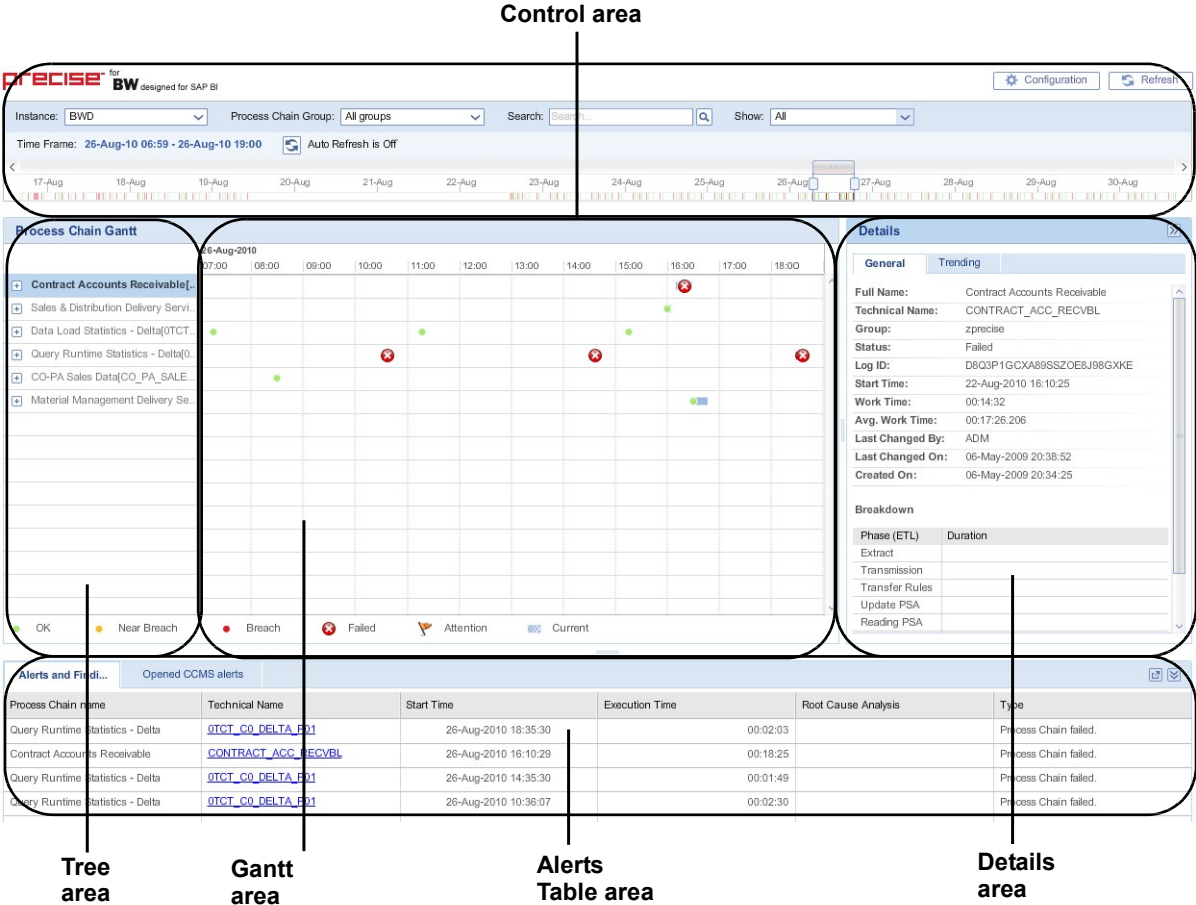 Control area
precise for BW designed for SAP BI
Configuration Refresh
Instance: BWD Process Chain Group: All groups Search: Search... Show: All
Time Frame: 26-Aug-10 06:59 - 26-Aug-10 19:00 Auto Refresh is Off
17-Aug 18-Aug 19-Aug 20-Aug 21-Aug 22-Aug 23-Aug 24-Aug 25-Aug 26-Aug 27-Aug 28-Aug 29-Aug 30-Aug
Process Chain Gantt
26-Aug-2010
07:00 08:00 09:00 10:00 11:00 12:00 13:00 14:00 15:00 16:00 17:00 18:00
Contract Accounts Receivable[..
Sales & Distribution Delivery Servi..
Data Load Statistics - Delta[0TCT..
Query Runtime Statistics - Delta[0..
CO-PA Sales Data[CO_PA_SALE...
Material Management Delivery Se..
OK Near Breach Breach Failed Attention Current
Details
General Trending
Full Name: Contract Accounts Receivable
Technical Name: CONTRACT_ACC_RECVBL
Group: zprecise
Status: Failed
Log ID: D8Q3P1GCXA89SSZOE8J98GXKE
Start Time: 22-Aug-2010 16:10:25
Work Time: 00:14:32
Avg. Work Time: 00:17:26.206
Last Changed By: ADM
Last Changed On: 06-May-2009 20:38:52
Created On: 06-May-2009 20:34:25
Breakdown
Phase (ETL) Duration
Extract
Transmission
Transfer Rules
Update PSA
Reading PSA
Alerts and Findi... Opened CCMS alerts
Process Chain name Technical Name Start Time Execution Time Root Cause Analysis Type
Query Runtime Statistics - Delta 0TCT_C0_DELTA_P01 26-Aug-2010 18:35:30 00:02:03 Process Chain failed.
Contract Accounts Receivable CONTRACT_ACC_RECVBL 26-Aug-2010 16:10:29 00:18:25 Process Chain failed.
Query Runtime Statistics - Delta 0TCT_C0_DELTA_P01 26-Aug-2010 14:35:30 00:01:49 Process Chain failed.
Query Runtime Statistics - Delta 0TCT_C0_DELTA_P01 26-Aug-2010 10:36:07 00:02:30 Process Chain failed.
Tree area
Gantt area
Alerts Table area
Details area